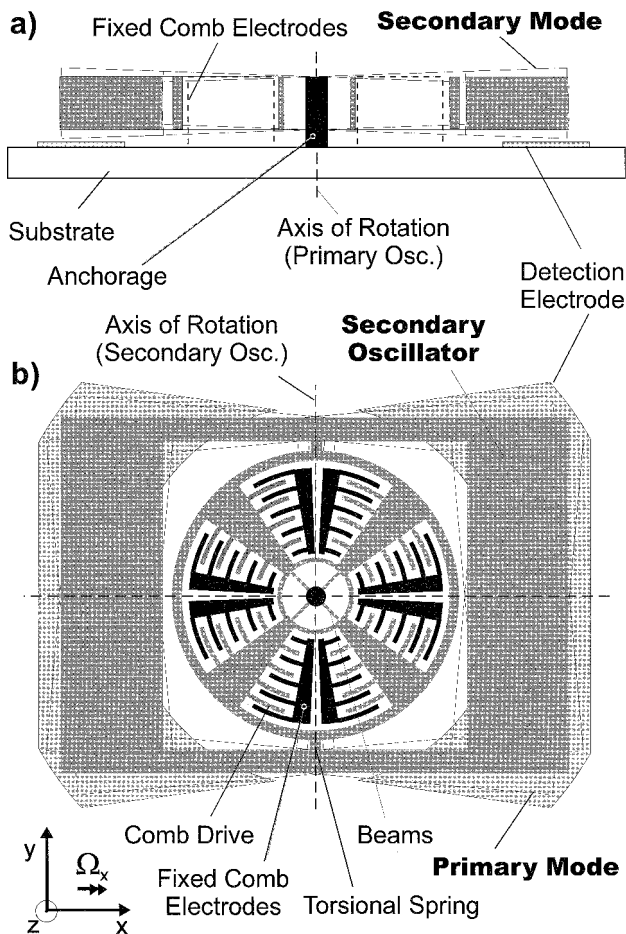 a)
Fixed Comb Electrodes
Secondary Mode
Substrate
Anchorage
Axis of Rotation
(Primary Osc.)
Detection
Electrode
Axis of Rotation
(Secondary Osc.)
Secondary
Oscillator
b)
Comb Drive
Fixed Comb
Electrodes
Beams
Torsional Spring
Primary Mode
y
Ωx
z
x